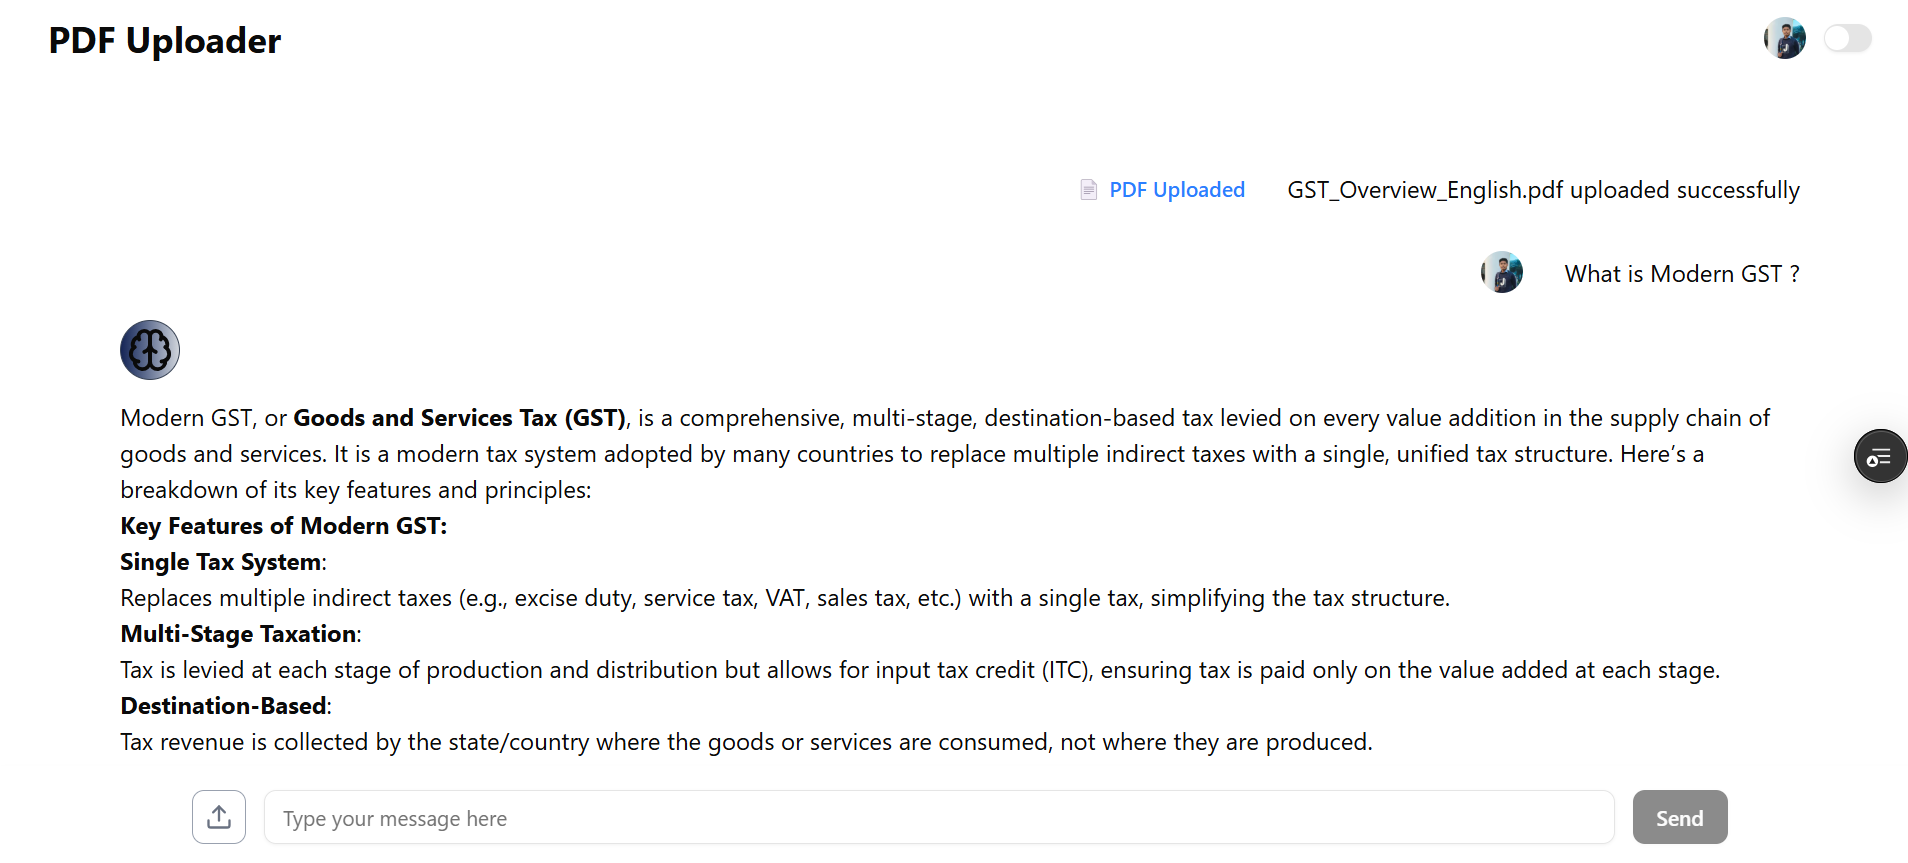 PDF Uploader
PDF Uploaded GST_Overview_English.pdf uploaded successfully
What is Modern GST ?
Modern GST, or Goods and Services Tax (GST), is a comprehensive, multi-stage, destination-based tax levied on every value addition in the supply chain of
goods and services. It is a modern tax system adopted by many countries to replace multiple indirect taxes with a single, unified tax structure. Here’s a
breakdown of its key features and principles:
Key Features of Modern GST:
Single Tax System:
Replaces multiple indirect taxes (e.g., excise duty, service tax, VAT, sales tax, etc.) with a single tax, simplifying the tax structure.
Multi-Stage Taxation:
Tax is levied at each stage of production and distribution but allows for input tax credit (ITC), ensuring tax is paid only on the value added at each stage.
Destination-Based:
Tax revenue is collected by the state/country where the goods or services are consumed, not where they are produced.
Type your message here
Send